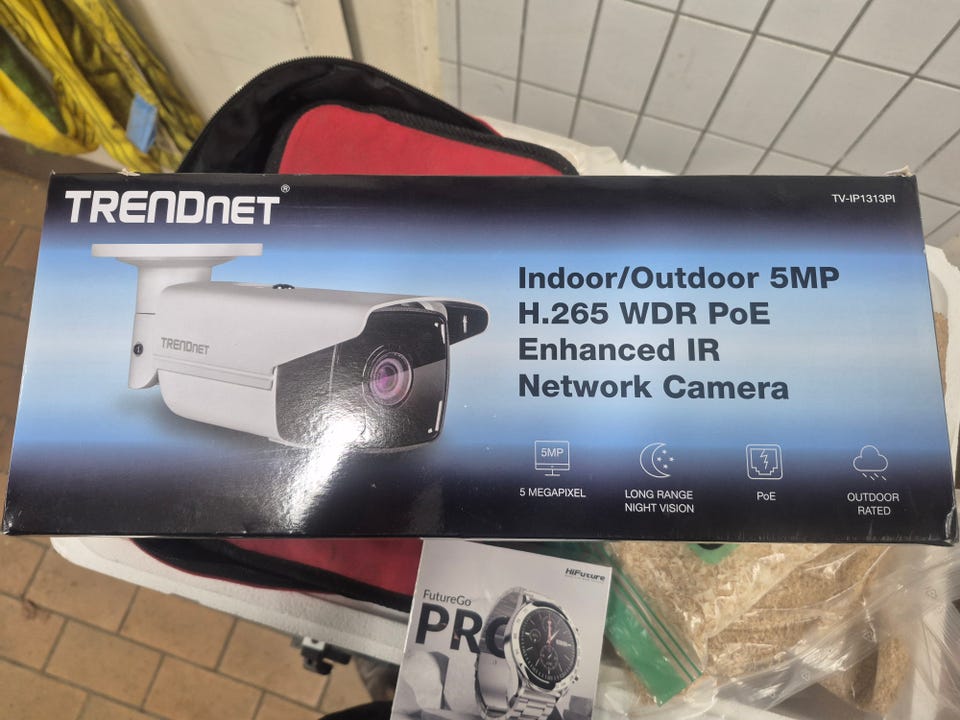 TRENDNET®
TV-IP1313PI
TRENDNET
Indoor/Outdoor 5MP
H.265 WDR PoE
Enhanced IR
Network Camera
5MP
5 MEGAPIXEL
LONG RANGE
NIGHT VISION
PoE
OUTDOOR
RATED
HiFuture
FutureGo
PRO